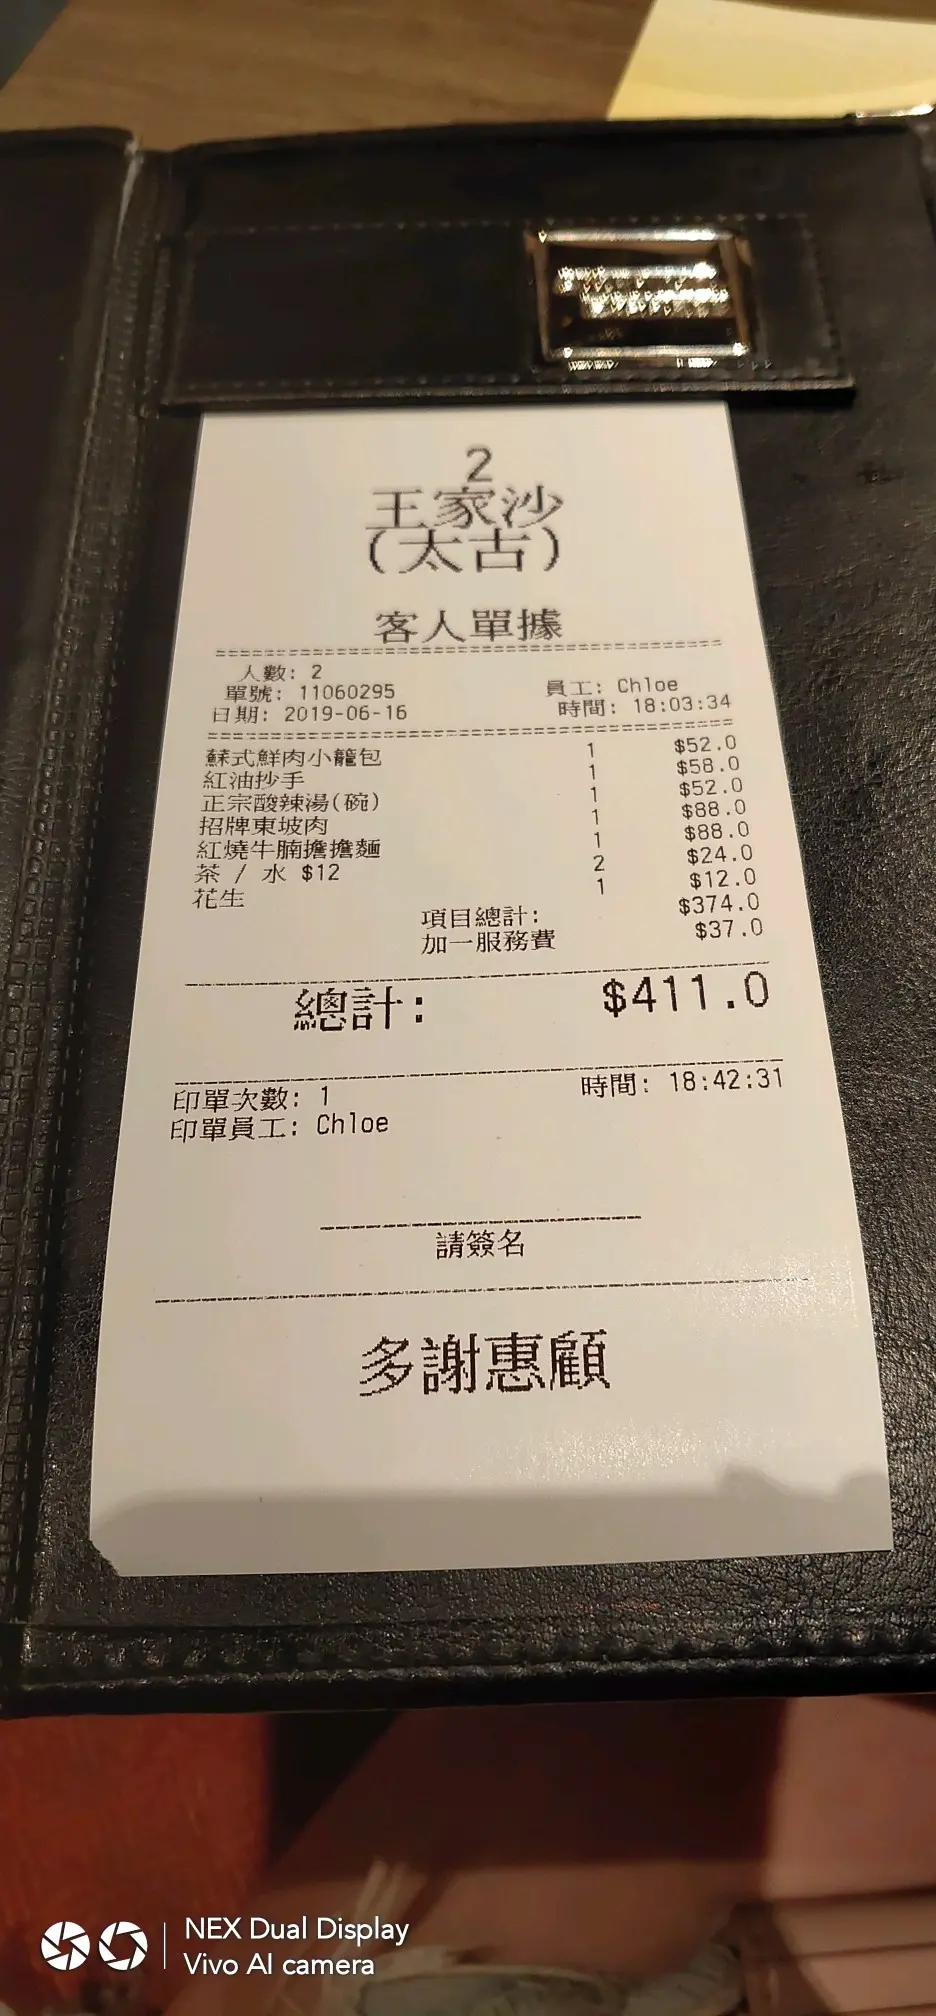 2
王家沙
(太古)
客人單據
人數: 2
單號: 11060295 員工: Chloe
日期: 2019-06-16 時間: 18:03:34
蘇式鮮肉小籠包 1 $52.0
紅油抄手 1 $58.0
正宗酸辣湯(碗) 1 $52.0
招牌東坡肉 1 $88.0
紅燒牛腩擔擔麵 1 $88.0
茶 / 水 $12 2 $24.0
花生 1 $12.0
項目總計: $374.0
加一服務費 $37.0
總計: $411.0
印單次數: 1 時間: 18:42:31
印單員工: Chloe
請簽名
多謝惠顧
NEX Dual Display
Vivo AI camera